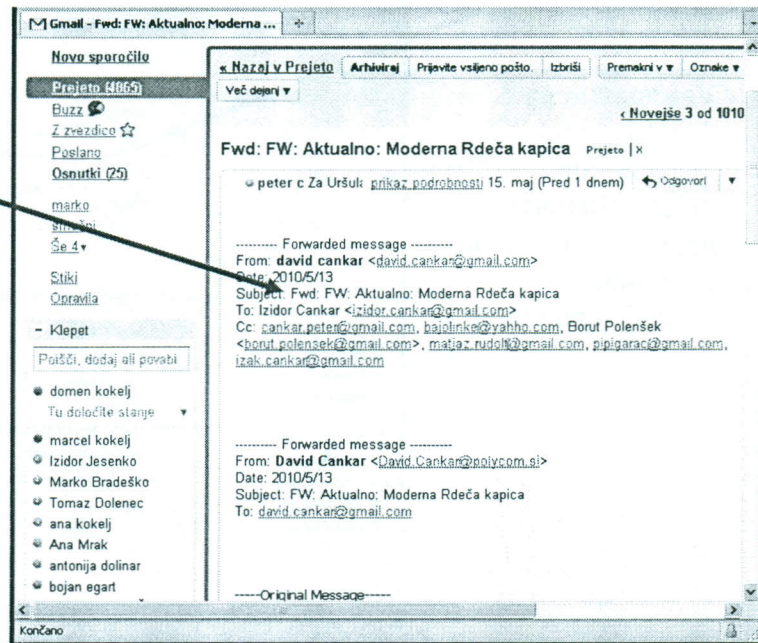 Gmail - Fwd: FW: Aktualno: Moderna ...
Novo sporočilo
Prejeto (4865)
Buzz
Z zvezdico
Poslano
Osnutki (25)
marko
Še 4
Stiki
Opravila
– Klepet
Poišči, dodaj ali povabi
domen kokelj
Tu določite stanje
marcel kokelj
Izidor Jesenko
Marko Bradeško
Tomaz Dolenec
ana kokelj
Ana Mrak
antonija dolinar
bojan egart
« Nazaj v Prejeto Arhiviraj Prijavite vsiljeno pošto. Izbriši Premakni v Oznake
Več dejanj
‹ Novejše 3 od 1010
Fwd: FW: Aktualno: Moderna Rdeča kapica Prejeto | x
peter c Za Uršula prikaz podrobnosti 15. maj (Pred 1 dnem) Odgovori
---------- Forwarded message ----------
From: david cankar <david.cankar@gmail.com>
Date: 2010/5/13
Subject: Fwd: FW: Aktualno: Moderna Rdeča kapica
To: Izidor Cankar <izidor.cankar@gmail.com>
Cc: cankar.peter@gmail.com, bajolinke@yahho.com, Borut Polenšek
<borut.polensek@gmail.com>, matjaz.rudolf@gmail.com, pipigarac@gmail.com,
izak.cankar@gmail.com
---------- Forwarded message ----------
From: David Cankar <David.Cankar@polycom.si>
Date: 2010/5/13
Subject: FW: Aktualno: Moderna Rdeča kapica
To: david.cankar@gmail.com
-----Original Message-----
Končano